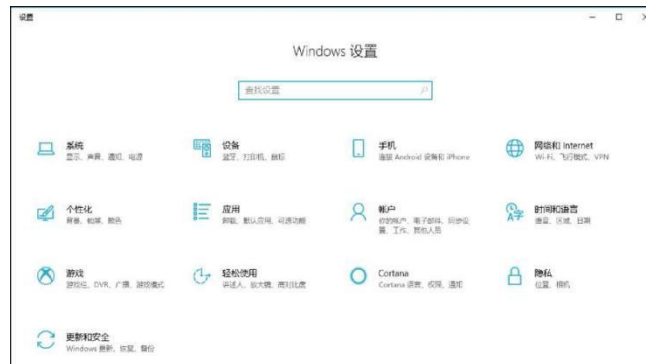 设置
Windows 设置
查找设置
系统
显示、声音、通知、电源
设备
蓝牙、打印机、鼠标
手机
连接 Android 设备和 iPhone
网络和 Internet
Wi-Fi、飞行模式、VPN
个性化
背景、锁屏、颜色
应用
卸载、默认应用、可选功能
帐户
你的帐户、电子邮件、同步设
置、工作、其他人员
时间和语言
语音、区域、日期
游戏
游戏栏、DVR、广播、游戏模式
轻松使用
讲述人、放大镜、高对比度
Cortana
Cortana 语言、权限、通知
隐私
位置、相机
更新和安全
Windows 更新、恢复、备份